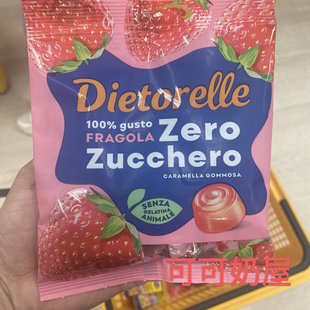 Dietorelle
100% gusto
FRAGOLA
Zero
Zucchero
CARAMELLA GOMMOSA
SENZA
GELATINA
ANIMALE
可可奶屋